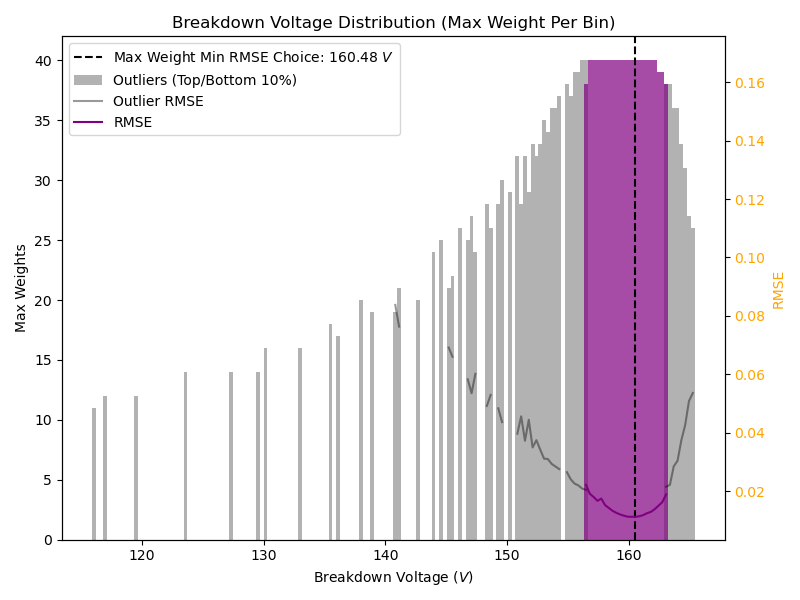 Breakdown Voltage Distribution (Max Weight Per Bin)
Max Weight Min RMSE Choice: 160.48 V
Outliers (Top/Bottom 10%)
Outlier RMSE
RMSE
Max Weights
40
35
30
25
20
15
10
5
0
0.16
0.14
0.12
0.10
0.08
0.06
0.04
0.02
RMSE
120 130 140 150 160
Breakdown Voltage (V)